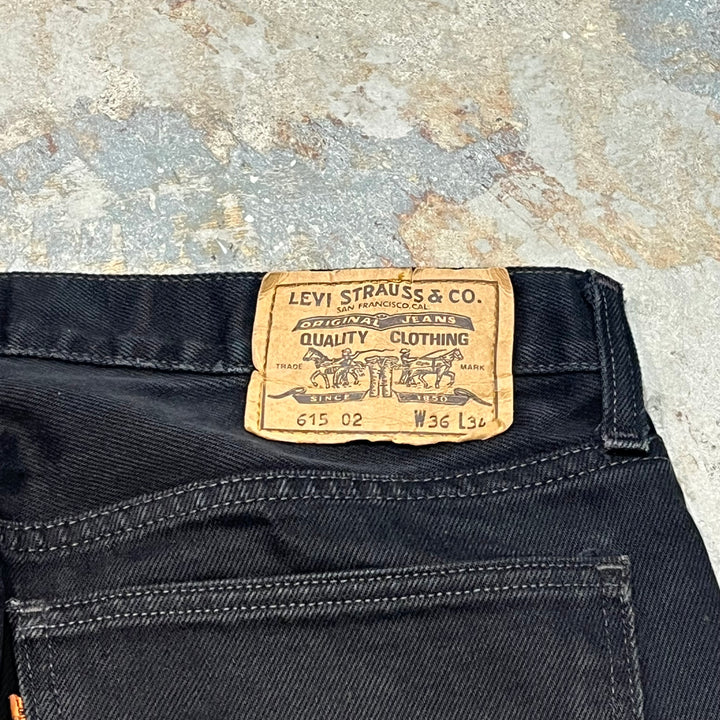 LEVI STRAUSS & CO.
SAN FRANCISCO, CAL.
ORIGINAL JEANS
QUALITY CLOTHING
TRADE MARK
SINCE 1850
615 02 W36 L34